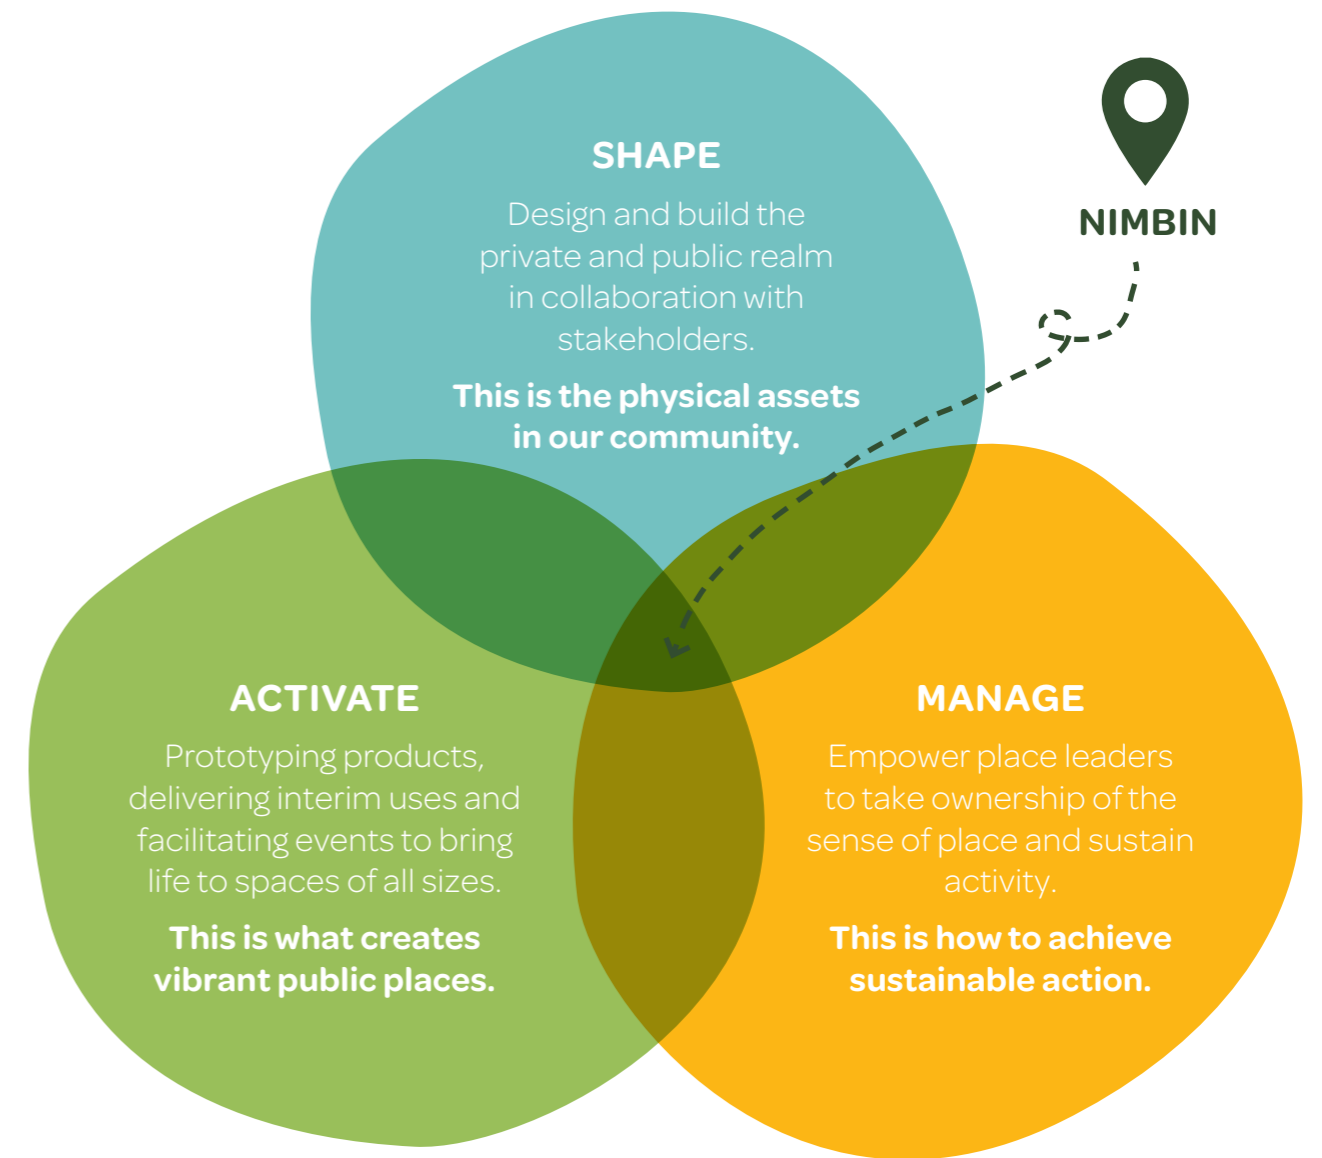 SHAPE
Design and build the
private and public realm
in collaboration with
stakeholders.
This is the physical assets
in our community.
NIMBIN
ACTIVATE
Prototyping products,
delivering interim uses and
facilitating events to bring
life to spaces of all sizes.
This is what creates
vibrant public places.
MANAGE
Empower place leaders
to take ownership of the
sense of place and sustain
activity.
This is how to achieve
sustainable action.